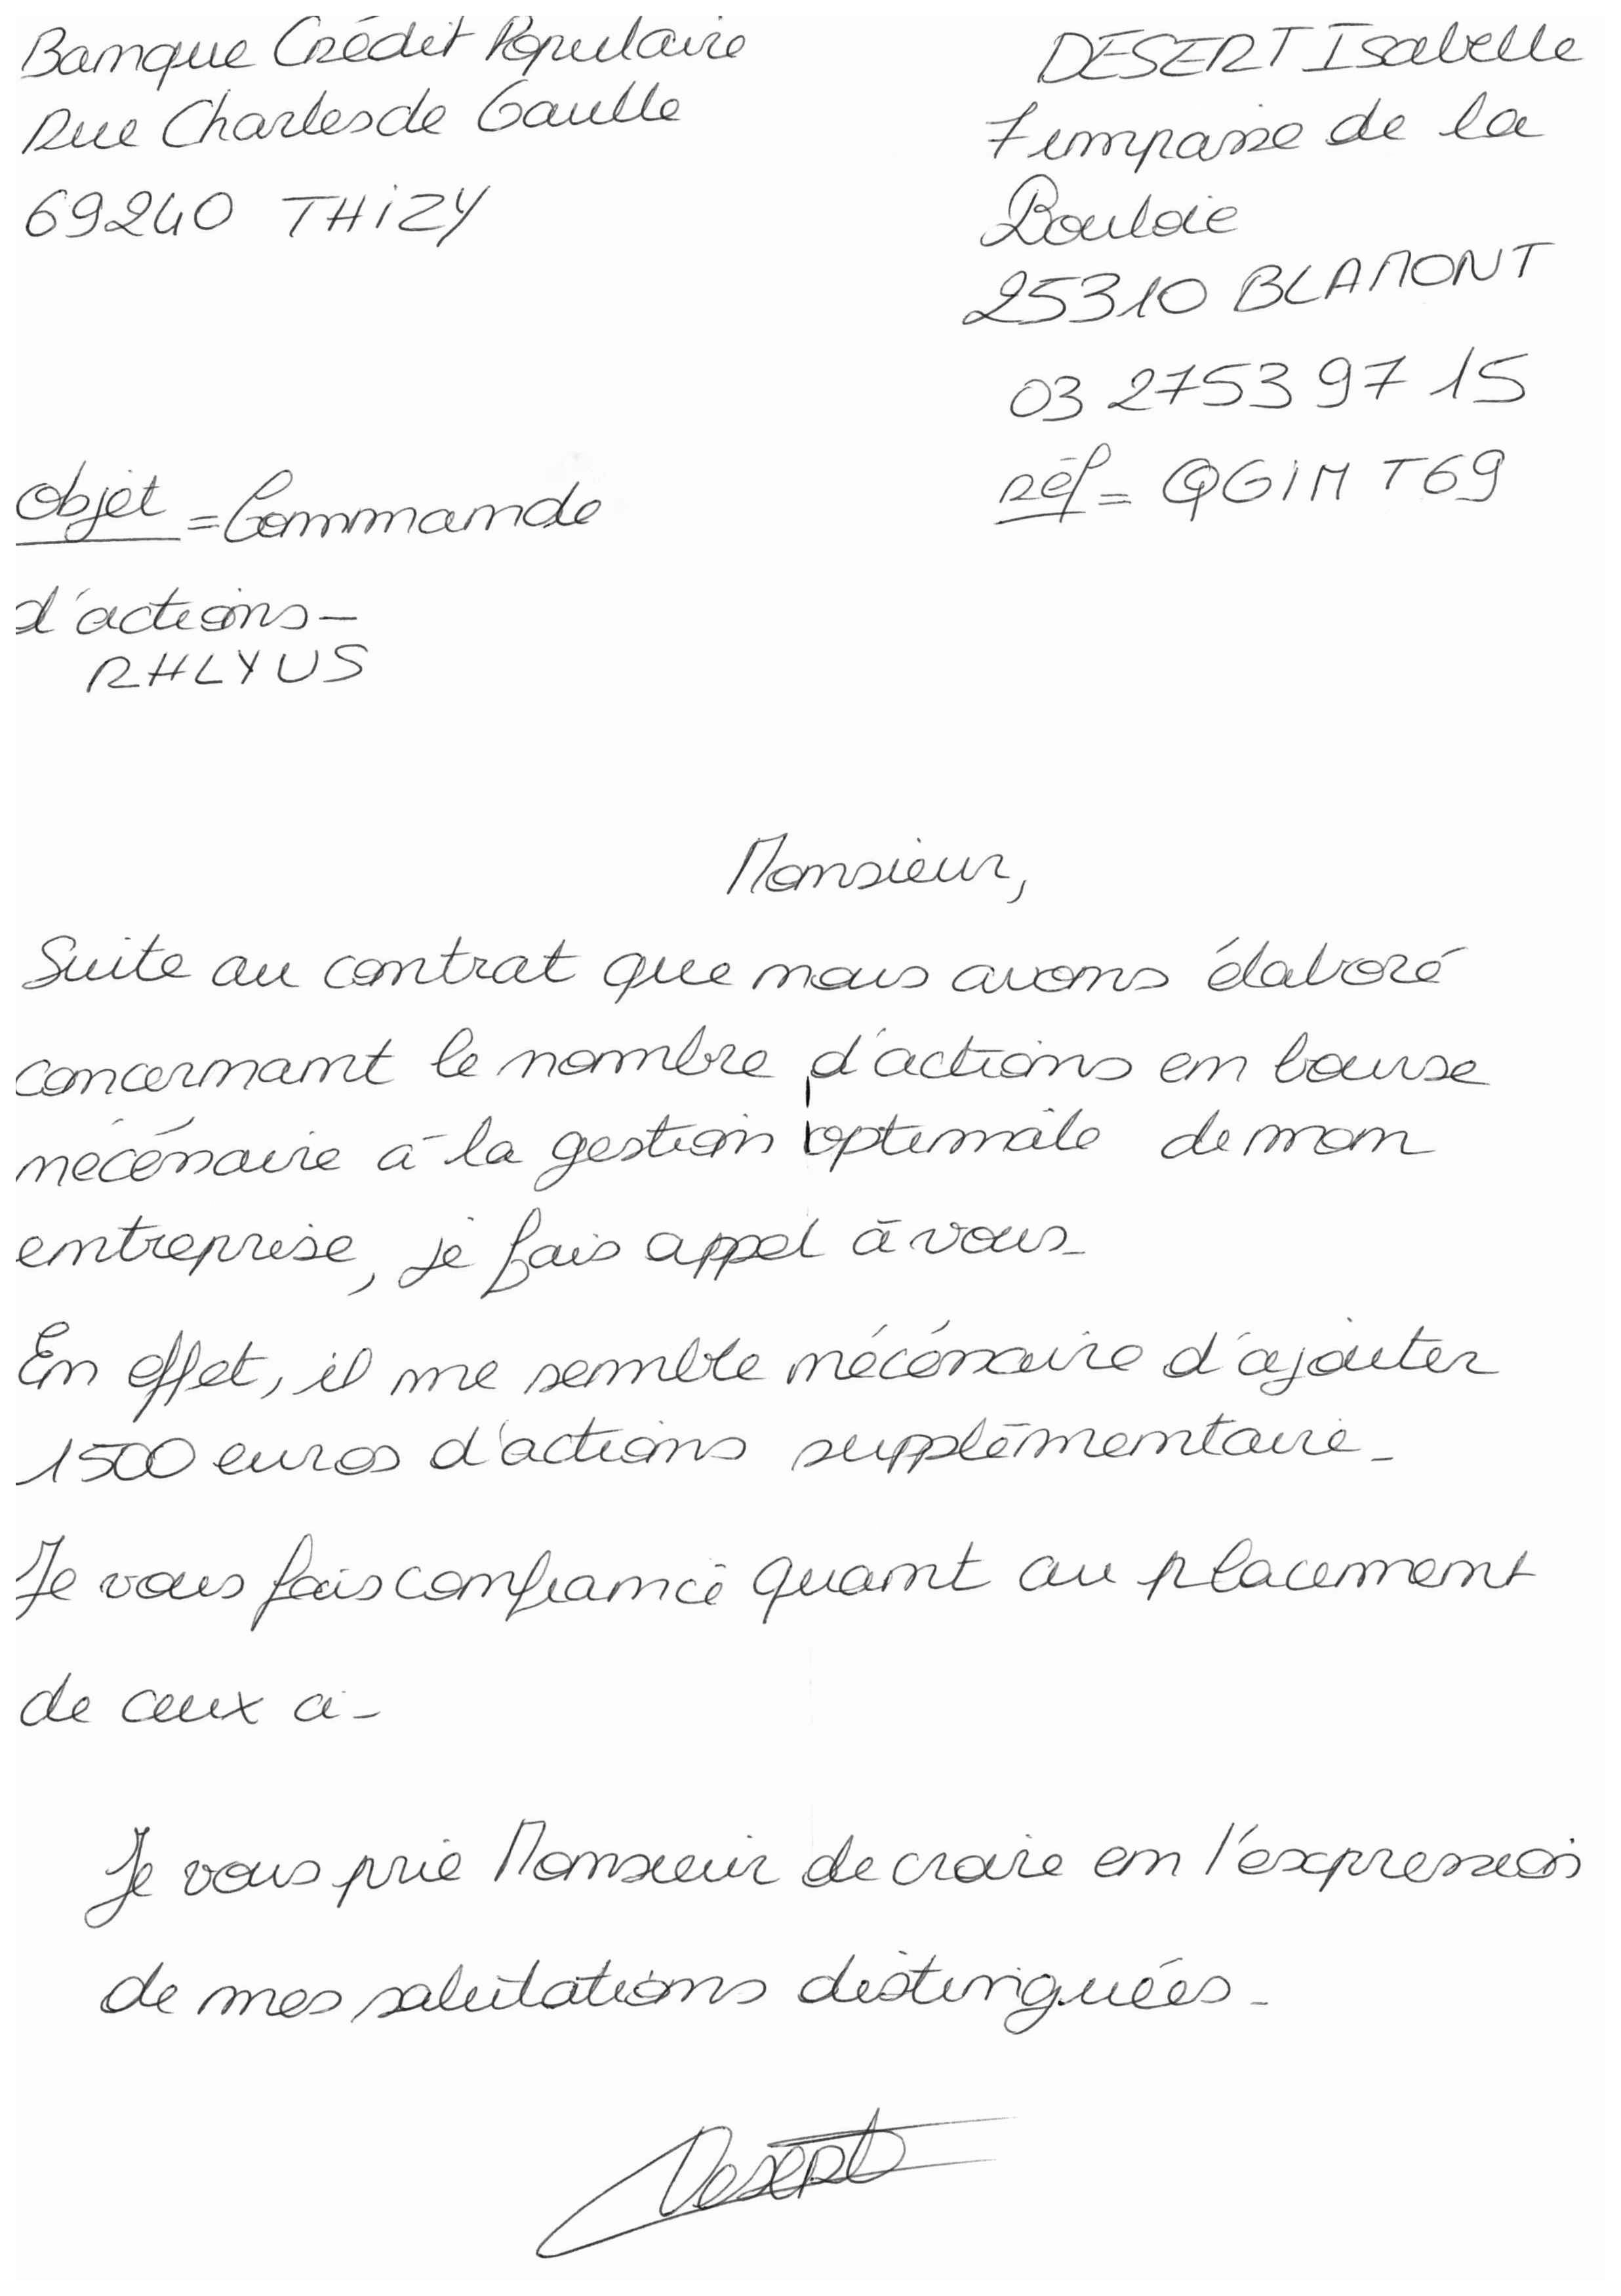 Banque Crédit Populaire
Rue Charles de Gaulle
69240 THiZY
DESERT Isabelle
7 impasse de la
Bouloie
25310 BLAMONT
03 27 53 97 15
réf = QGIM T69
Objet = Commande
d'actions -
RHLYUS
Monsieur,
Suite au contrat que nous avons élaboré
concernant le nombre d'actions en bourse
nécéssaire à la gestion optimale de mon
entreprise, je fais appel à vous.
En effet, il me semble nécéssaire d'ajouter
1500 euros d'actions supplémentaire.
Je vous fais confiance quant au placement
de ceux ci.
Je vous prie Monsieur de croire en l'expression
de mes salutations distinguées.
Desert